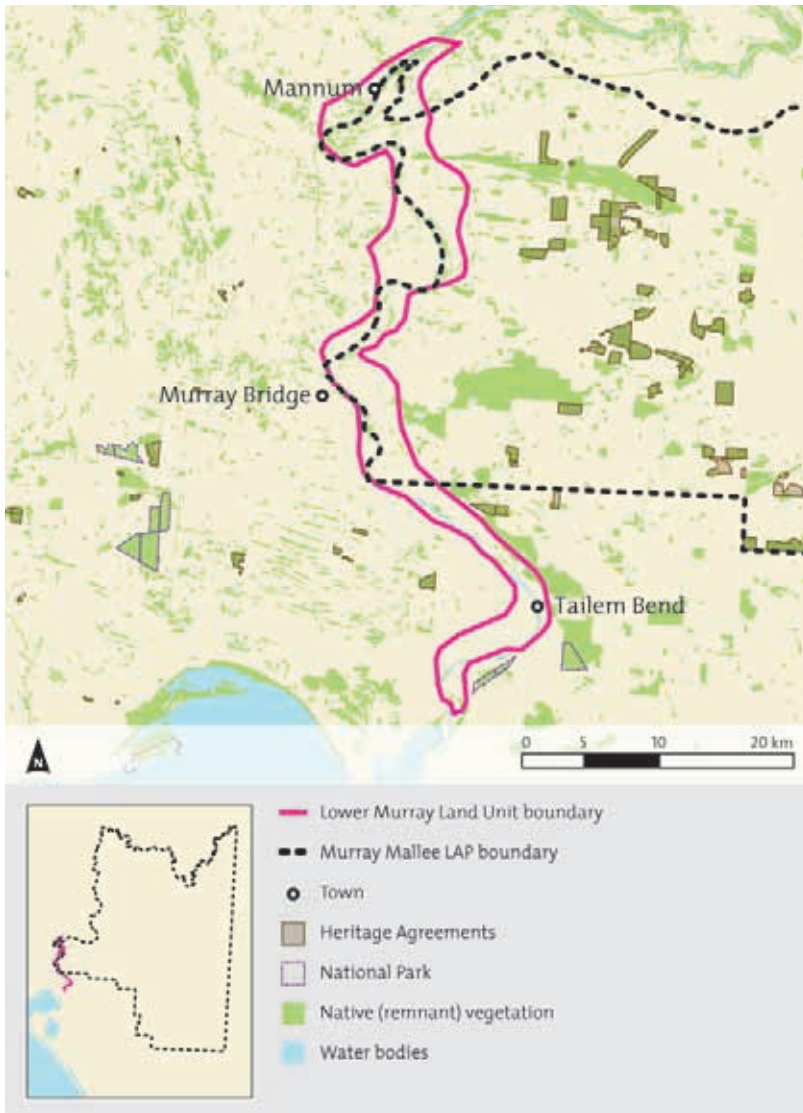 Mannum
Murray Bridge
Tailem Bend
N
0 5 10 20 km
Lower Murray Land Unit boundary
Murray Mallee LAP boundary
Town
Heritage Agreements
National Park
Native (remnant) vegetation
Water bodies